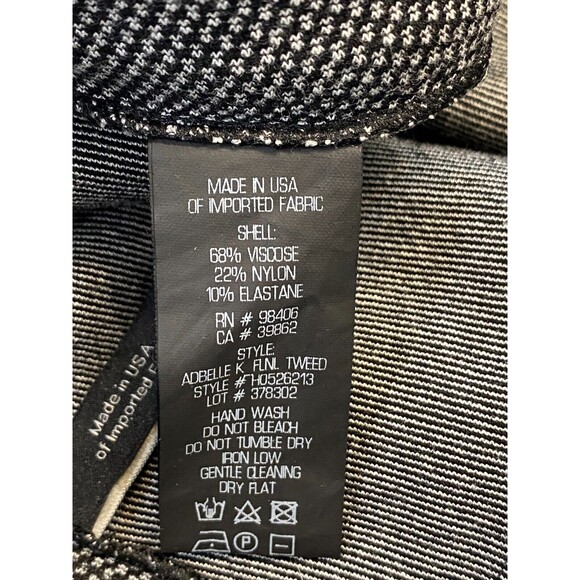 MADE IN USA
OF IMPORTED FABRIC
SHELL:
68% VISCOSE
22% NYLON
10% ELASTANE
RN # 98406
CA # 39862
STYLE:
ADBELLE K. FLNL TWEED
STYLE #FH0526213
LOT # 378302
HAND WASH
DO NOT BLEACH
DO NOT TUMBLE DRY
IRON LOW
GENTLE CLEANING
DRY FLAT
P
Made in USA
of Imported